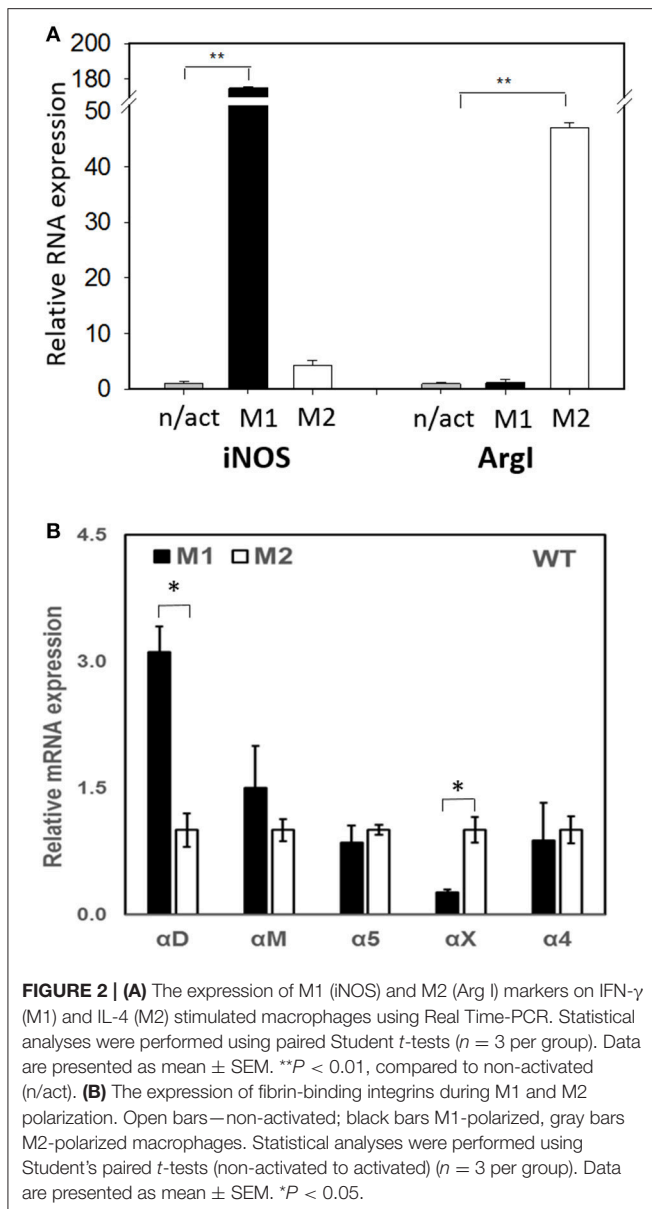 A
Relative RNA expression
200
180
50
40
30
20
10
0
**
**
n/act M1 M2 n/act M1 M2
iNOS ArgI
B
Relative mRNA expression
4.5
3.0
1.5
0.0
M1 M2 WT
*
*
αD αM α5 αX α4
FIGURE 2 | (A) The expression of M1 (iNOS) and M2 (Arg I) markers on IFN-γ
(M1) and IL-4 (M2) stimulated macrophages using Real Time-PCR. Statistical
analyses were performed using paired Student t-tests (n = 3 per group). Data
are presented as mean ± SEM. **P < 0.01, compared to non-activated
(n/act). (B) The expression of fibrin-binding integrins during M1 and M2
polarization. Open bars—non-activated; black bars M1-polarized, gray bars
M2-polarized macrophages. Statistical analyses were performed using
Student's paired t-tests (non-activated to activated) (n = 3 per group). Data
are presented as mean ± SEM. *P < 0.05.